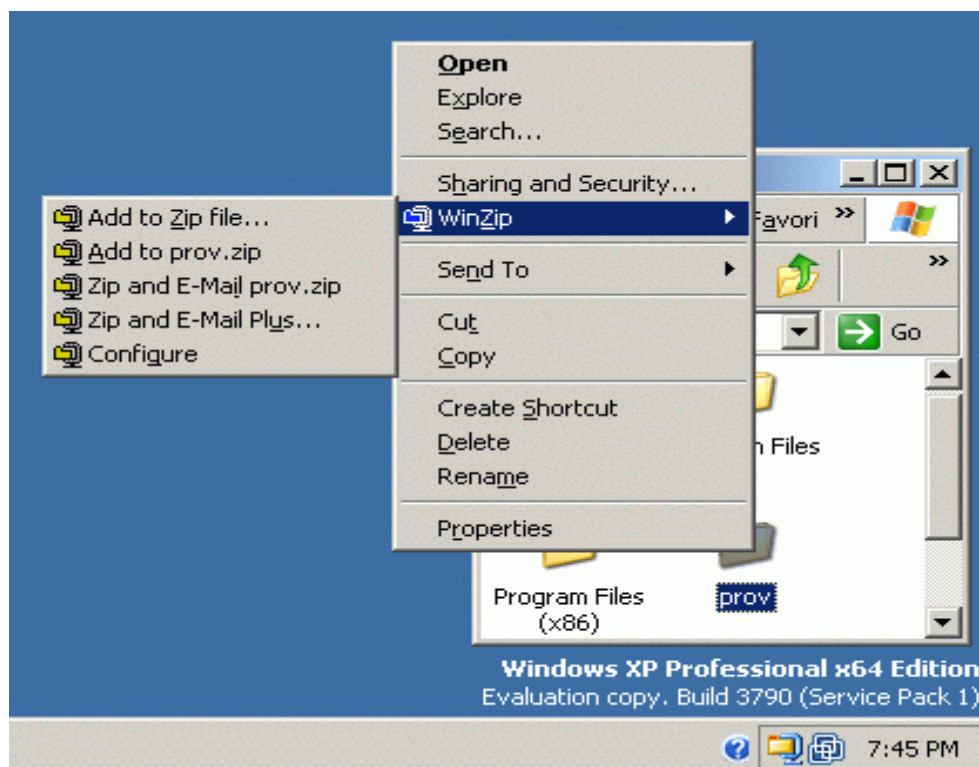 Open
Explore
Search...
Sharing and Security...
WinZip
Send To
Cut
Copy
Create Shortcut
Delete
Rename
Properties
Add to Zip file...
Add to prov.zip
Zip and E-Mail prov.zip
Zip and E-Mail Plus...
Configure
Favori »
»
Go
Files
Program Files
(x86)
prov
Windows XP Professional x64 Edition
Evaluation copy. Build 3790 (Service Pack 1)
7:45 PM